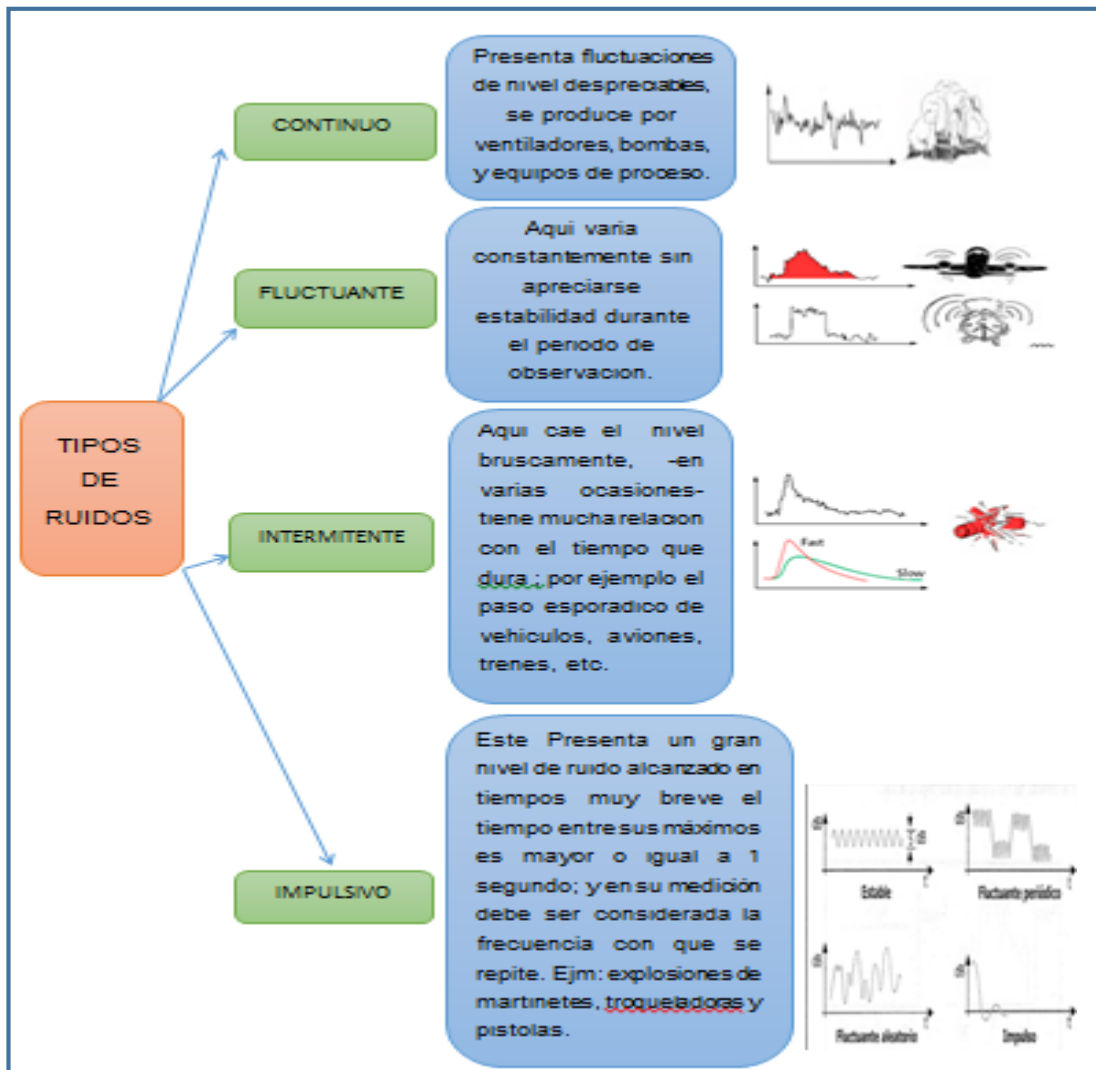 TIPOS
DE
RUIDOS
CONTINUO
Presenta fluctuaciones
de nivel despreciables,
se produce por
ventiladores, bombas,
y equipos de proceso.
FLUCTUANTE
Aqui varia
constantemente sin
apreciarse
estabilidad durante
el periodo de
observacion.
INTERMITENTE
Aqui cae el nivel
bruscamente, -en
varias ocasiones-
tiene mucha relacion
con el tiempo que
dura ; por ejemplo el
paso esporadico de
vehiculos, aviones,
trenes, etc.
Fast
Slow
IMPULSIVO
Este Presenta un gran
nivel de ruido alcanzado en
tiempos muy breve el
tiempo entre sus máximos
es mayor o igual a 1
segundo; y en su medición
debe ser considerada la
frecuencia con que se
repite. Ejm: explosiones de
martinetes, troqueladoras y
pistolas.
Estable
Fluctuante periódico
Fluctuante aleatorio
Impulso